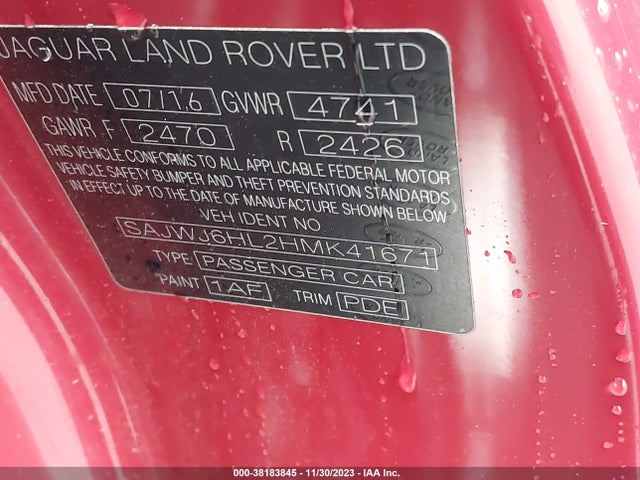 JAGUAR LAND ROVER LTD
MFD DATE 07/16 GVWR 4741
GAWR F 2470 R 2426
THIS VEHICLE CONFORMS TO ALL APPLICABLE FEDERAL MOTOR
VEHICLE SAFETY BUMPER AND THEFT PREVENTION STANDARDS
IN EFFECT UP TO THE DATE OF MANUFACTURE SHOWN BELOW
VEH IDENT NO
SAJWJ6HL2HMK41671
TYPE PASSENGER CAR
PAINT 1AF TRIM PDE
000-38183845 - 11/30/2023 - IAA Inc.